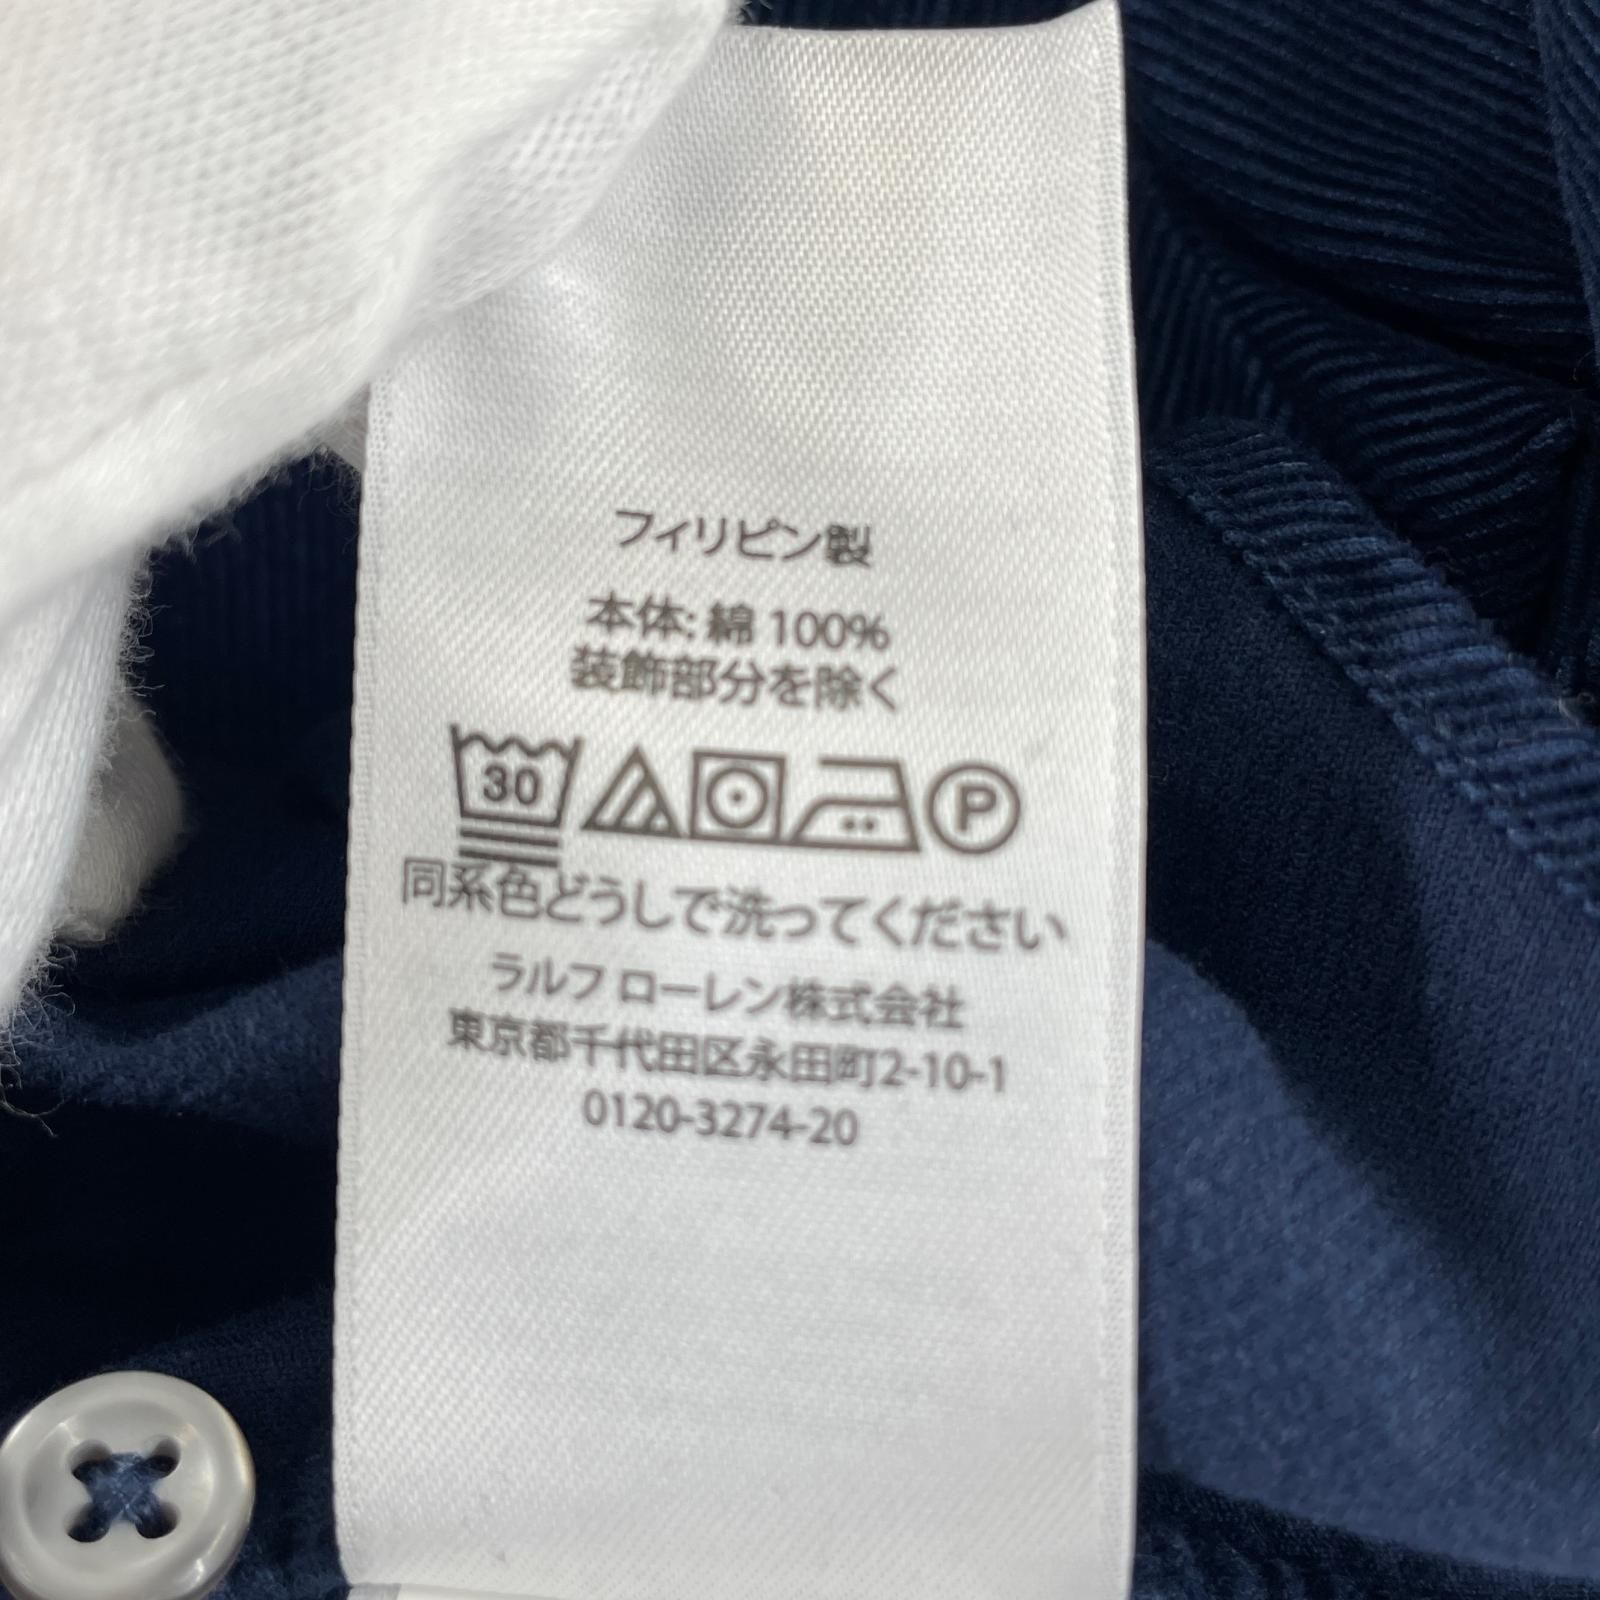 フィリピン製
本体: 綿 100%
装飾部分を除く
30 P
同系色どうしで洗ってください
ラルフ ローレン株式会社
東京都千代田区永田町2-10-1
0120-3274-20